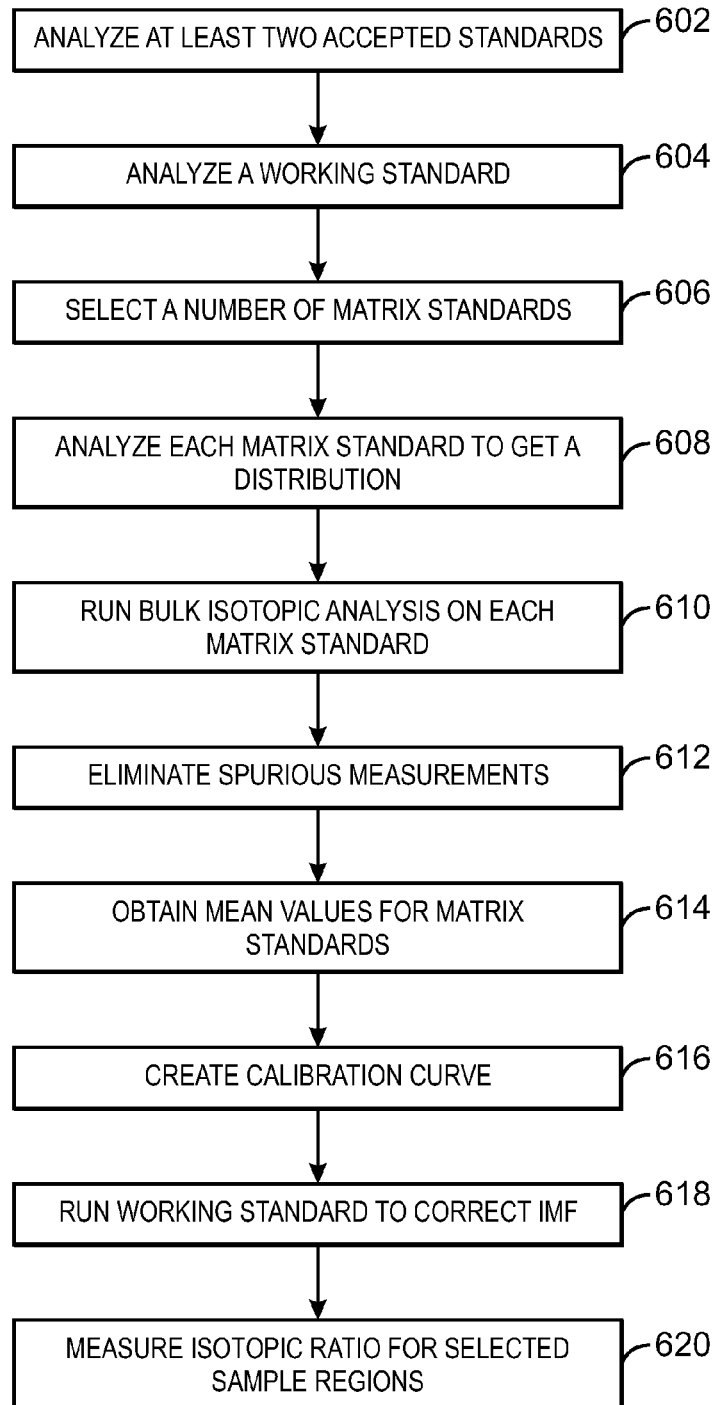 ANALYZE AT LEAST TWO ACCEPTED STANDARDS
602
ANALYZE A WORKING STANDARD
604
SELECT A NUMBER OF MATRIX STANDARDS
606
ANALYZE EACH MATRIX STANDARD TO GET A
DISTRIBUTION
608
RUN BULK ISOTOPIC ANALYSIS ON EACH
MATRIX STANDARD
610
ELIMINATE SPURIOUS MEASUREMENTS
612
OBTAIN MEAN VALUES FOR MATRIX
STANDARDS
614
CREATE CALIBRATION CURVE
616
RUN WORKING STANDARD TO CORRECT IMF
618
MEASURE ISOTOPIC RATIO FOR SELECTED
SAMPLE REGIONS
620